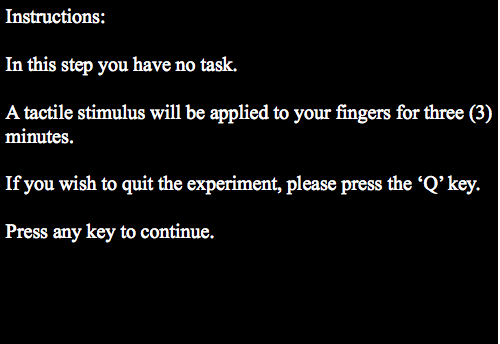 Instructions:
In this step you have no task.
A tactile stimulus will be applied to your fingers for three (3)
minutes.
If you wish to quit the experiment, please press the ‘Q’ key.
Press any key to continue.